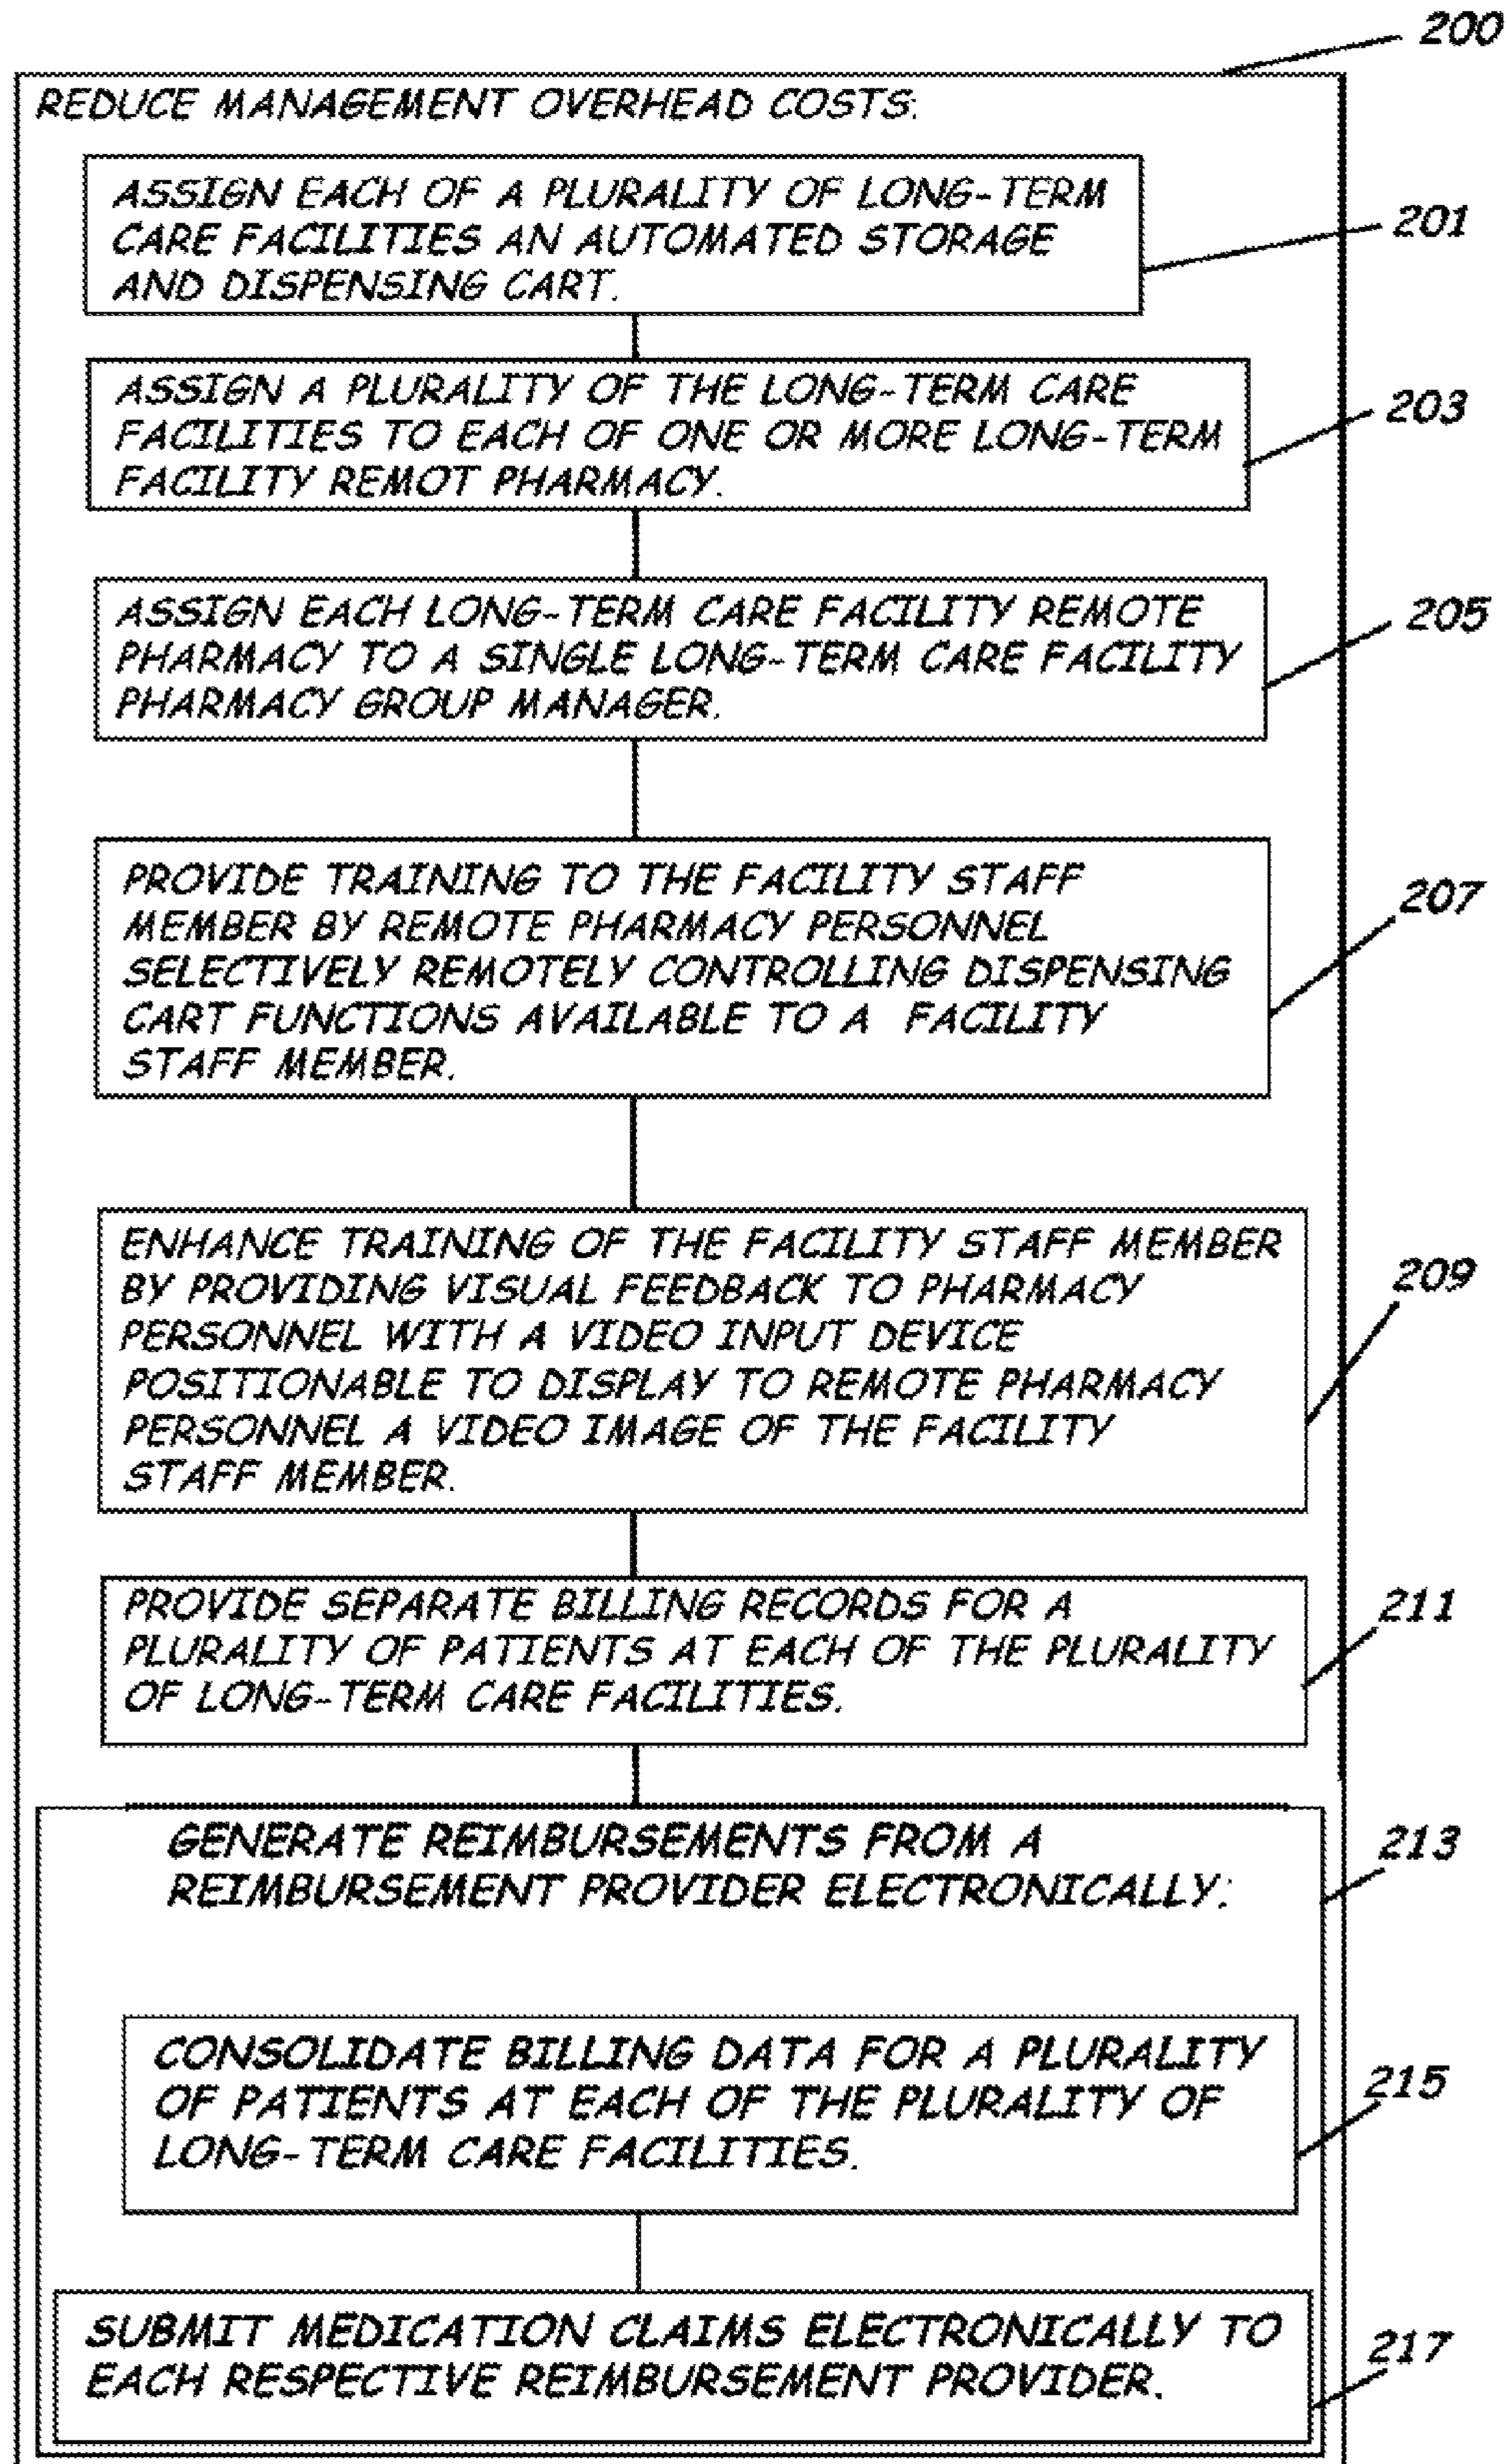 200
REDUCE MANAGEMENT OVERHEAD COSTS:
ASSIGN EACH OF A PLURALITY OF LONG-TERM
CARE FACILITIES AN AUTOMATED STORAGE
AND DISPENSING CART.
201
ASSIGN A PLURALITY OF THE LONG-TERM CARE
FACILITIES TO EACH OF ONE OR MORE LONG-TERM
FACILITY REMOT PHARMACY.
203
ASSIGN EACH LONG-TERM CARE FACILITY REMOTE
PHARMACY TO A SINGLE LONG-TERM CARE FACILITY
PHARMACY GROUP MANAGER.
205
PROVIDE TRAINING TO THE FACILITY STAFF
MEMBER BY REMOTE PHARMACY PERSONNEL
SELECTIVELY REMOTELY CONTROLLING DISPENSING
CART FUNCTIONS AVAILABLE TO A FACILITY
STAFF MEMBER.
207
ENHANCE TRAINING OF THE FACILITY STAFF MEMBER
BY PROVIDING VISUAL FEEDBACK TO PHARMACY
PERSONNEL WITH A VIDEO INPUT DEVICE
POSITIONABLE TO DISPLAY TO REMOTE PHARMACY
PERSONNEL A VIDEO IMAGE OF THE FACILITY
STAFF MEMBER.
209
PROVIDE SEPARATE BILLING RECORDS FOR A
PLURALITY OF PATIENTS AT EACH OF THE PLURALITY
OF LONG-TERM CARE FACILITIES.
211
GENERATE REIMBURSEMENTS FROM A
REIMBURSEMENT PROVIDER ELECTRONICALLY:
213
CONSOLIDATE BILLING DATA FOR A PLURALITY
OF PATIENTS AT EACH OF THE PLURALITY OF
LONG-TERM CARE FACILITIES.
215
SUBMIT MEDICATION CLAIMS ELECTRONICALLY TO
EACH RESPECTIVE REIMBURSEMENT PROVIDER.
217